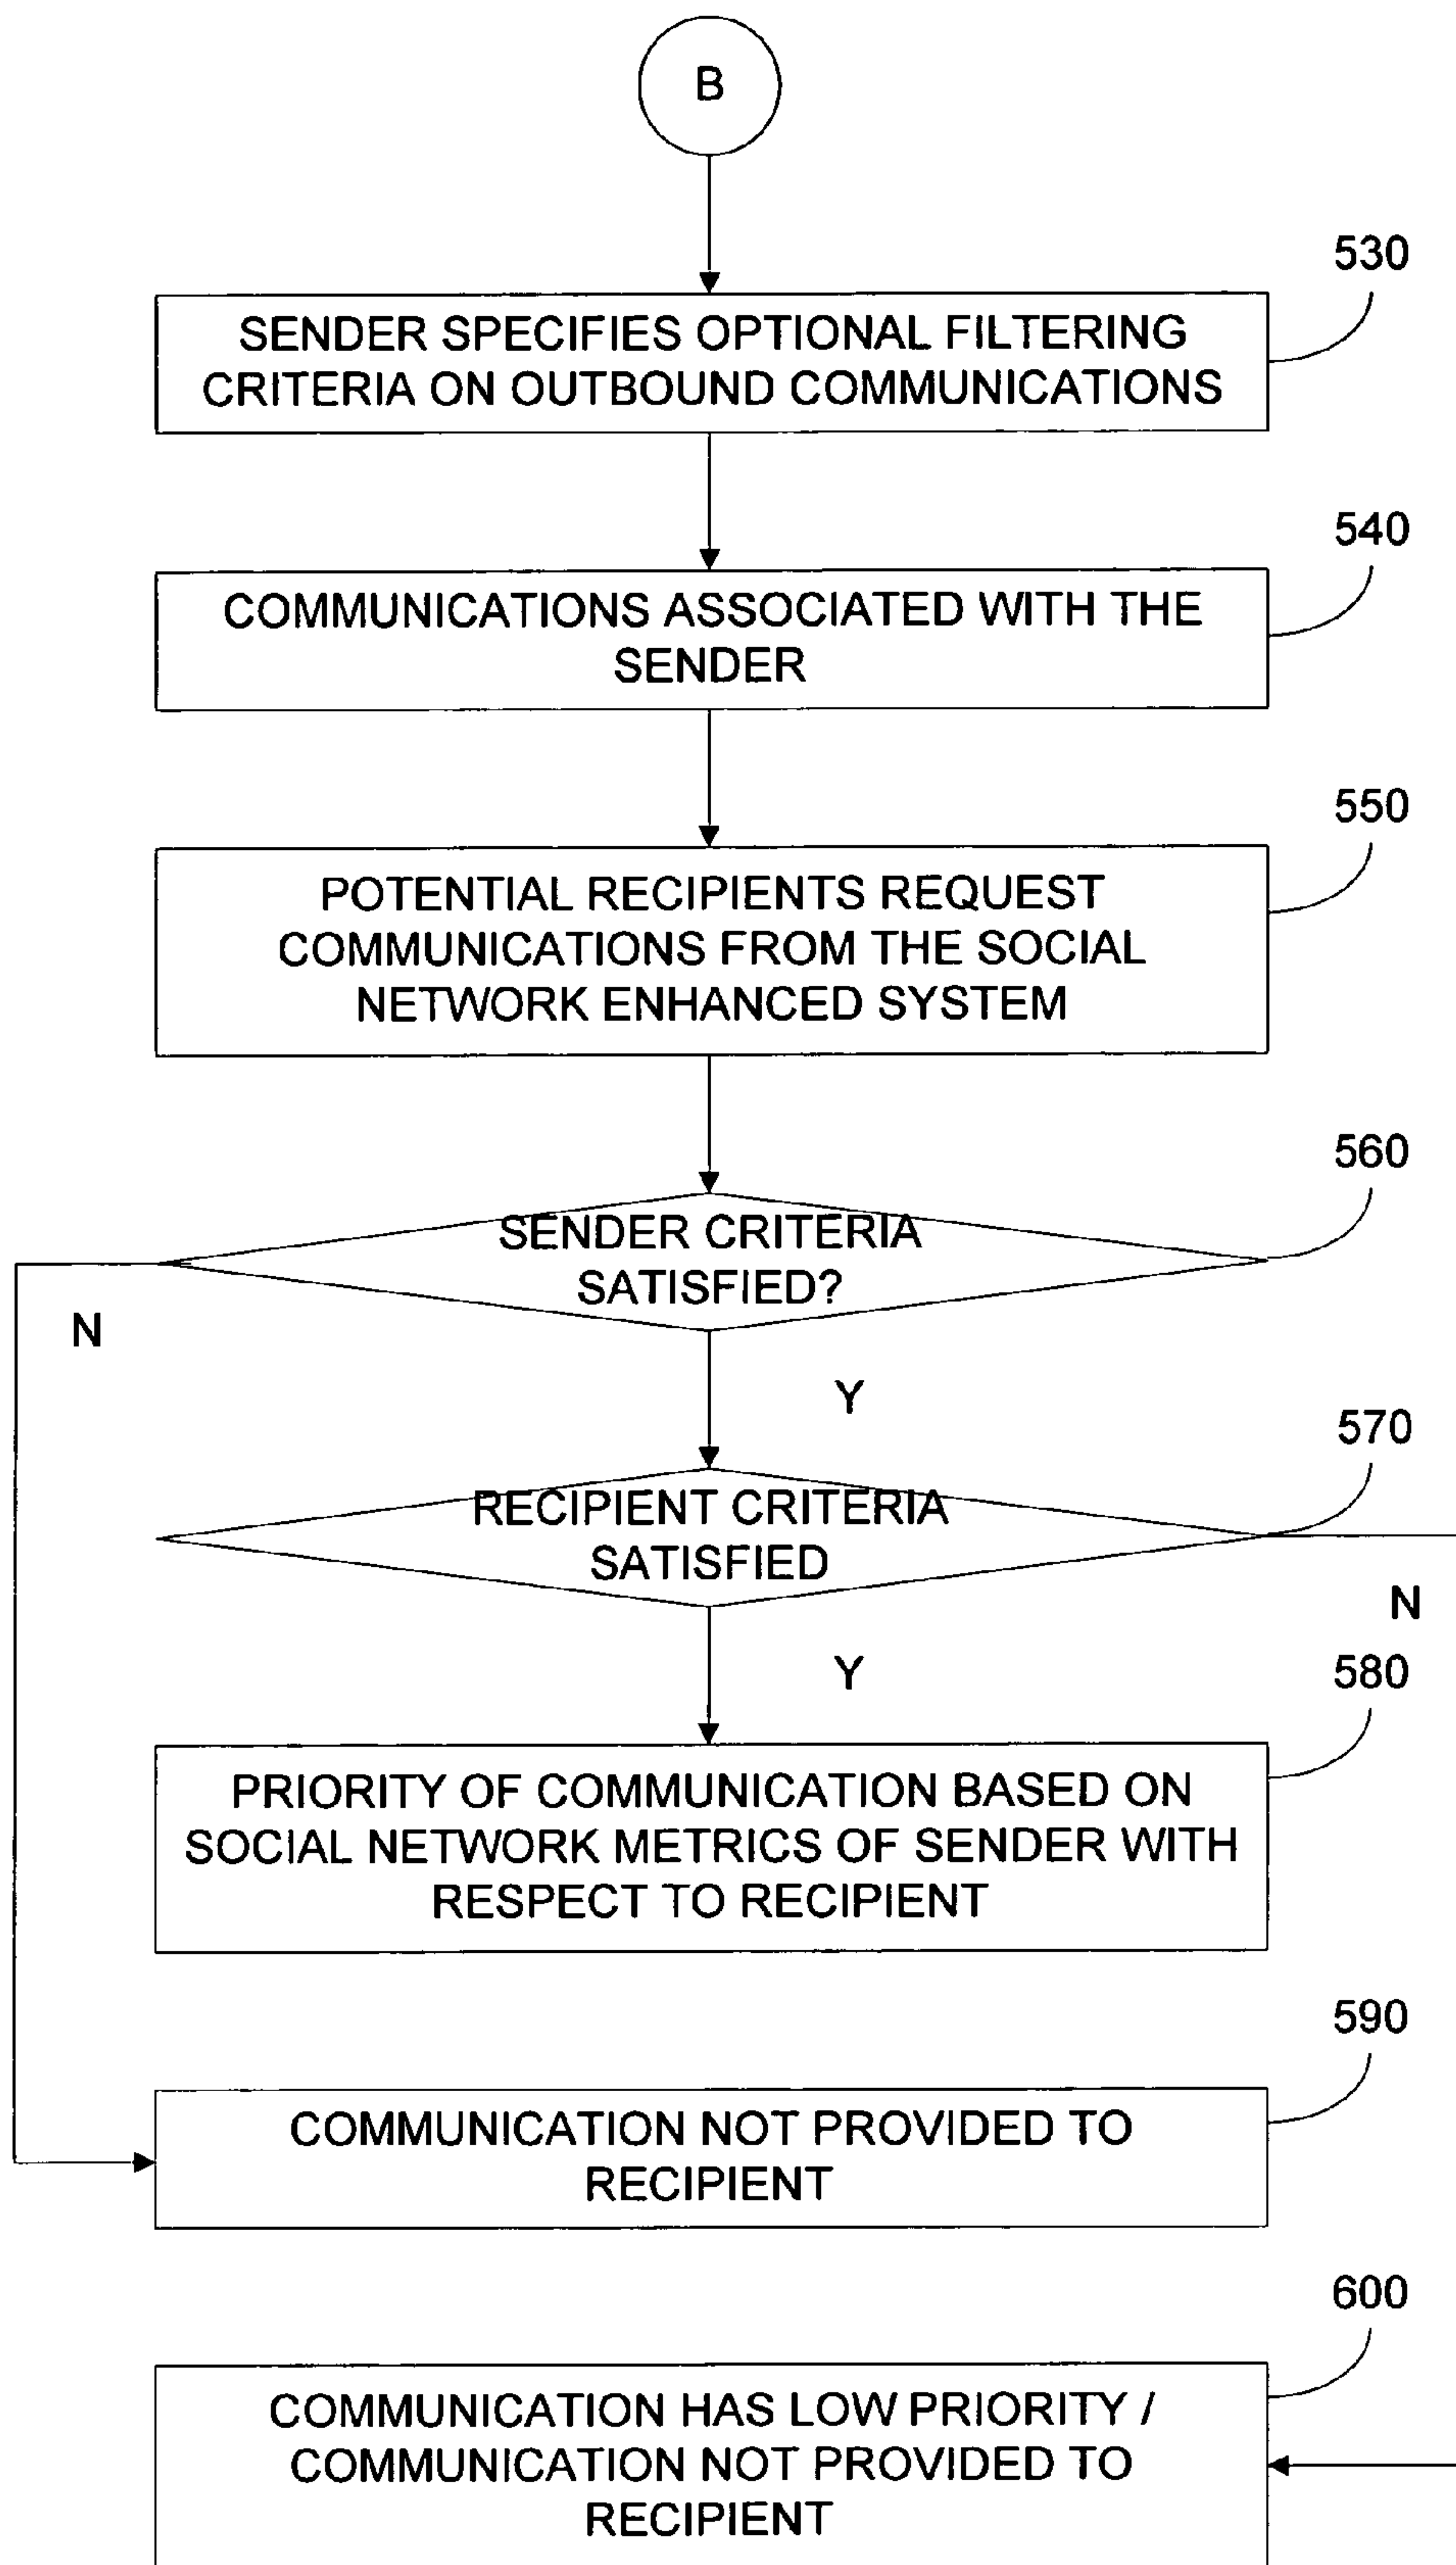 B
530
SENDER SPECIFIES OPTIONAL FILTERING
CRITERIA ON OUTBOUND COMMUNICATIONS
540
COMMUNICATIONS ASSOCIATED WITH THE
SENDER
550
POTENTIAL RECIPIENTS REQUEST
COMMUNICATIONS FROM THE SOCIAL
NETWORK ENHANCED SYSTEM
560
SENDER CRITERIA
SATISFIED?
N
Y
570
RECIPIENT CRITERIA
SATISFIED
N
Y
580
PRIORITY OF COMMUNICATION BASED ON
SOCIAL NETWORK METRICS OF SENDER WITH
RESPECT TO RECIPIENT
590
COMMUNICATION NOT PROVIDED TO
RECIPIENT
600
COMMUNICATION HAS LOW PRIORITY /
COMMUNICATION NOT PROVIDED TO
RECIPIENT